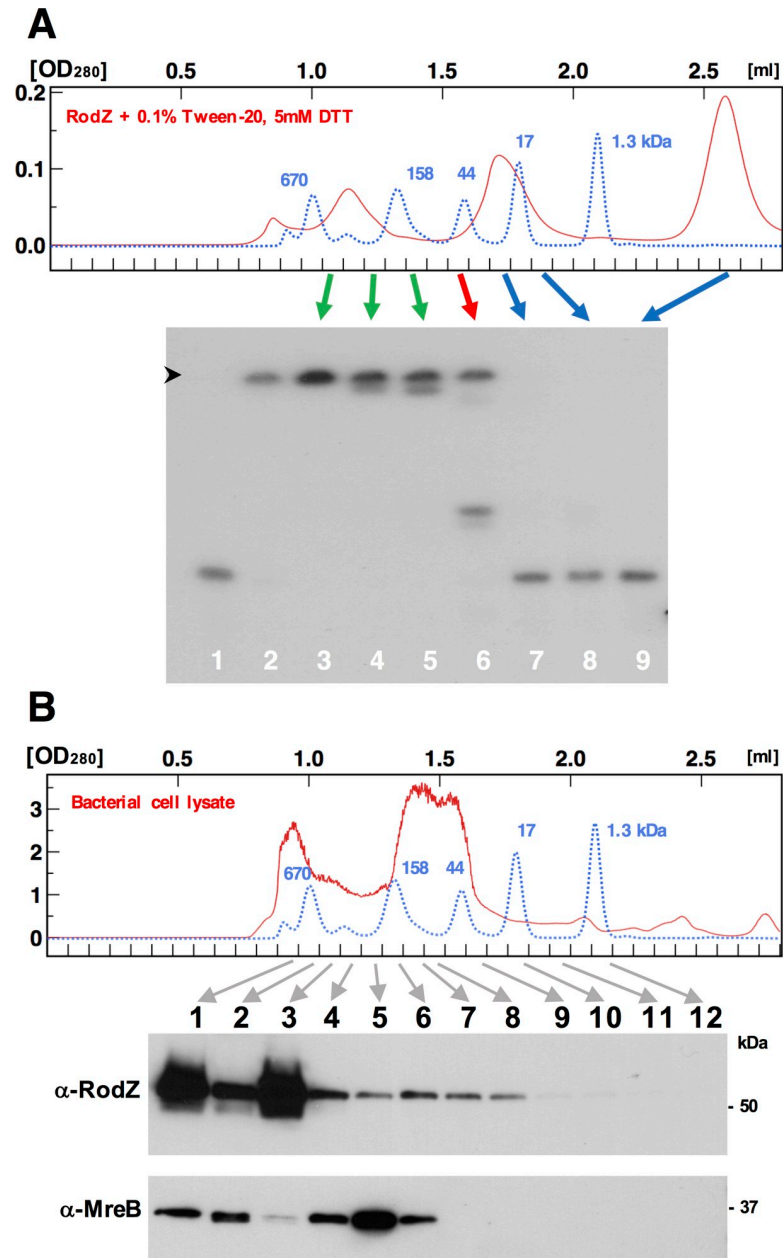 A
[OD280] 0.5 1.0 1.5 2.0 2.5 [ml]
0.2
RodZ + 0.1% Tween-20, 5mM DTT
17 1.3 kDa
670 158 44
0.1
0.0
1 2 3 4 5 6 7 8 9
B
[OD280] 0.5 1.0 1.5 2.0 2.5 [ml]
Bacterial cell lysate
3
17 1.3 kDa
2
670 158 44
1
0
1 2 3 4 5 6 7 8 9 10 11 12
kDa
α-RodZ
- 50
α-MreB
- 37